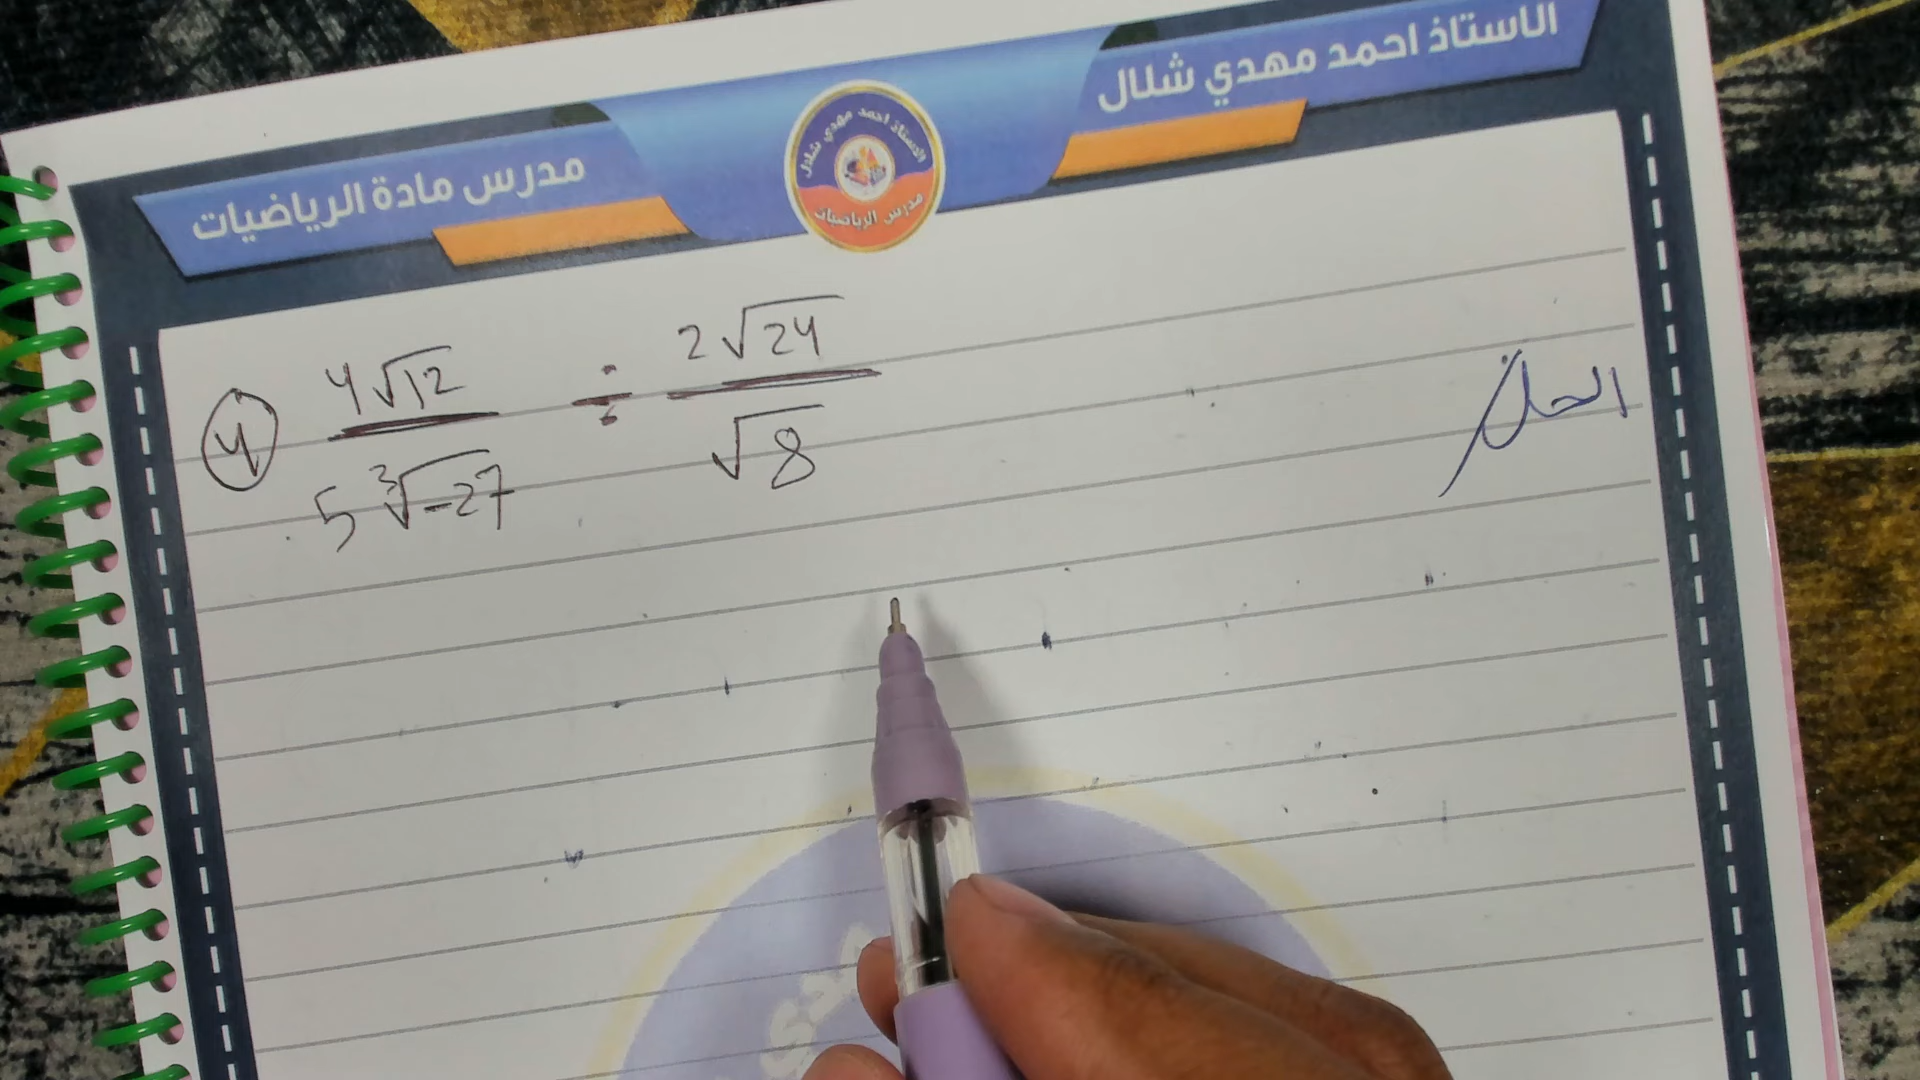 الاستاذ احمد مهدي شلال
مدرس مادة الرياضيات
الاستاذ احمد مهدي شلال
مدرس الرياضيات
④ 4√12 / 5 ∛-27 ÷ 2√24 / √8
الحل